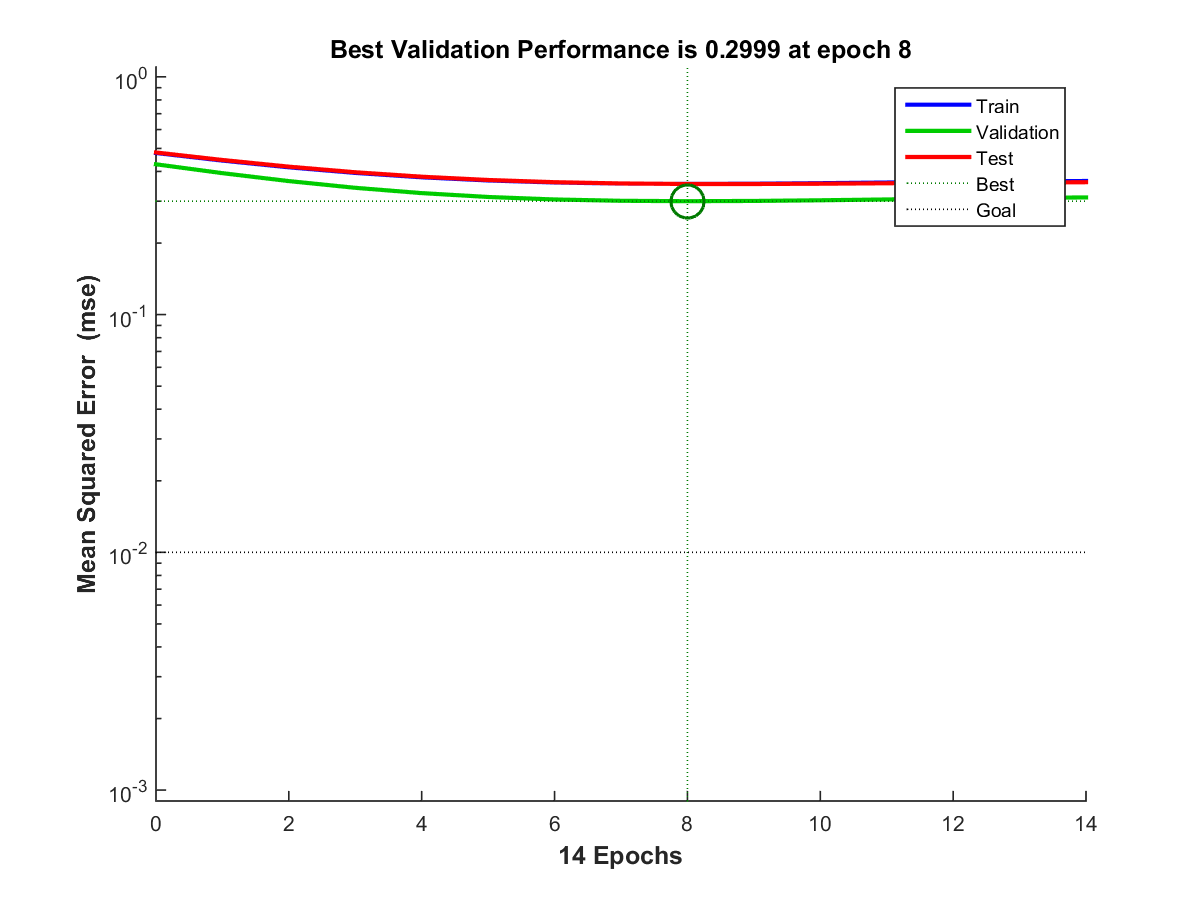 Best Validation Performance is 0.2999 at epoch 8
Train
Validation
Test
Best
Goal
10^0
10^-1
10^-2
10^-3
Mean Squared Error (mse)
0 2 4 6 8 10 12 14
14 Epochs